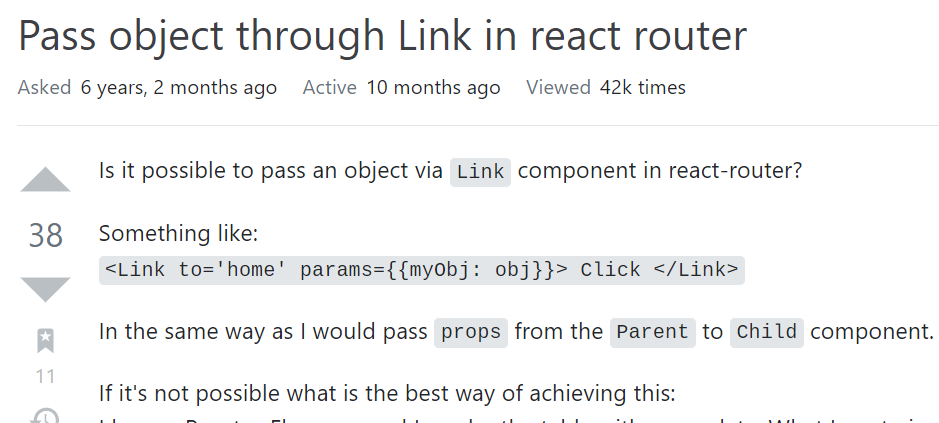 Pass object through Link in react router
Asked 6 years, 2 months ago Active 10 months ago Viewed 42k times
Is it possible to pass an object via Link component in react-router?
38
Something like:
<Link to='home' params={{myObj: obj}}> Click </Link>
In the same way as I would pass props from the Parent to Child component.
11
If it's not possible what is the best way of achieving this: